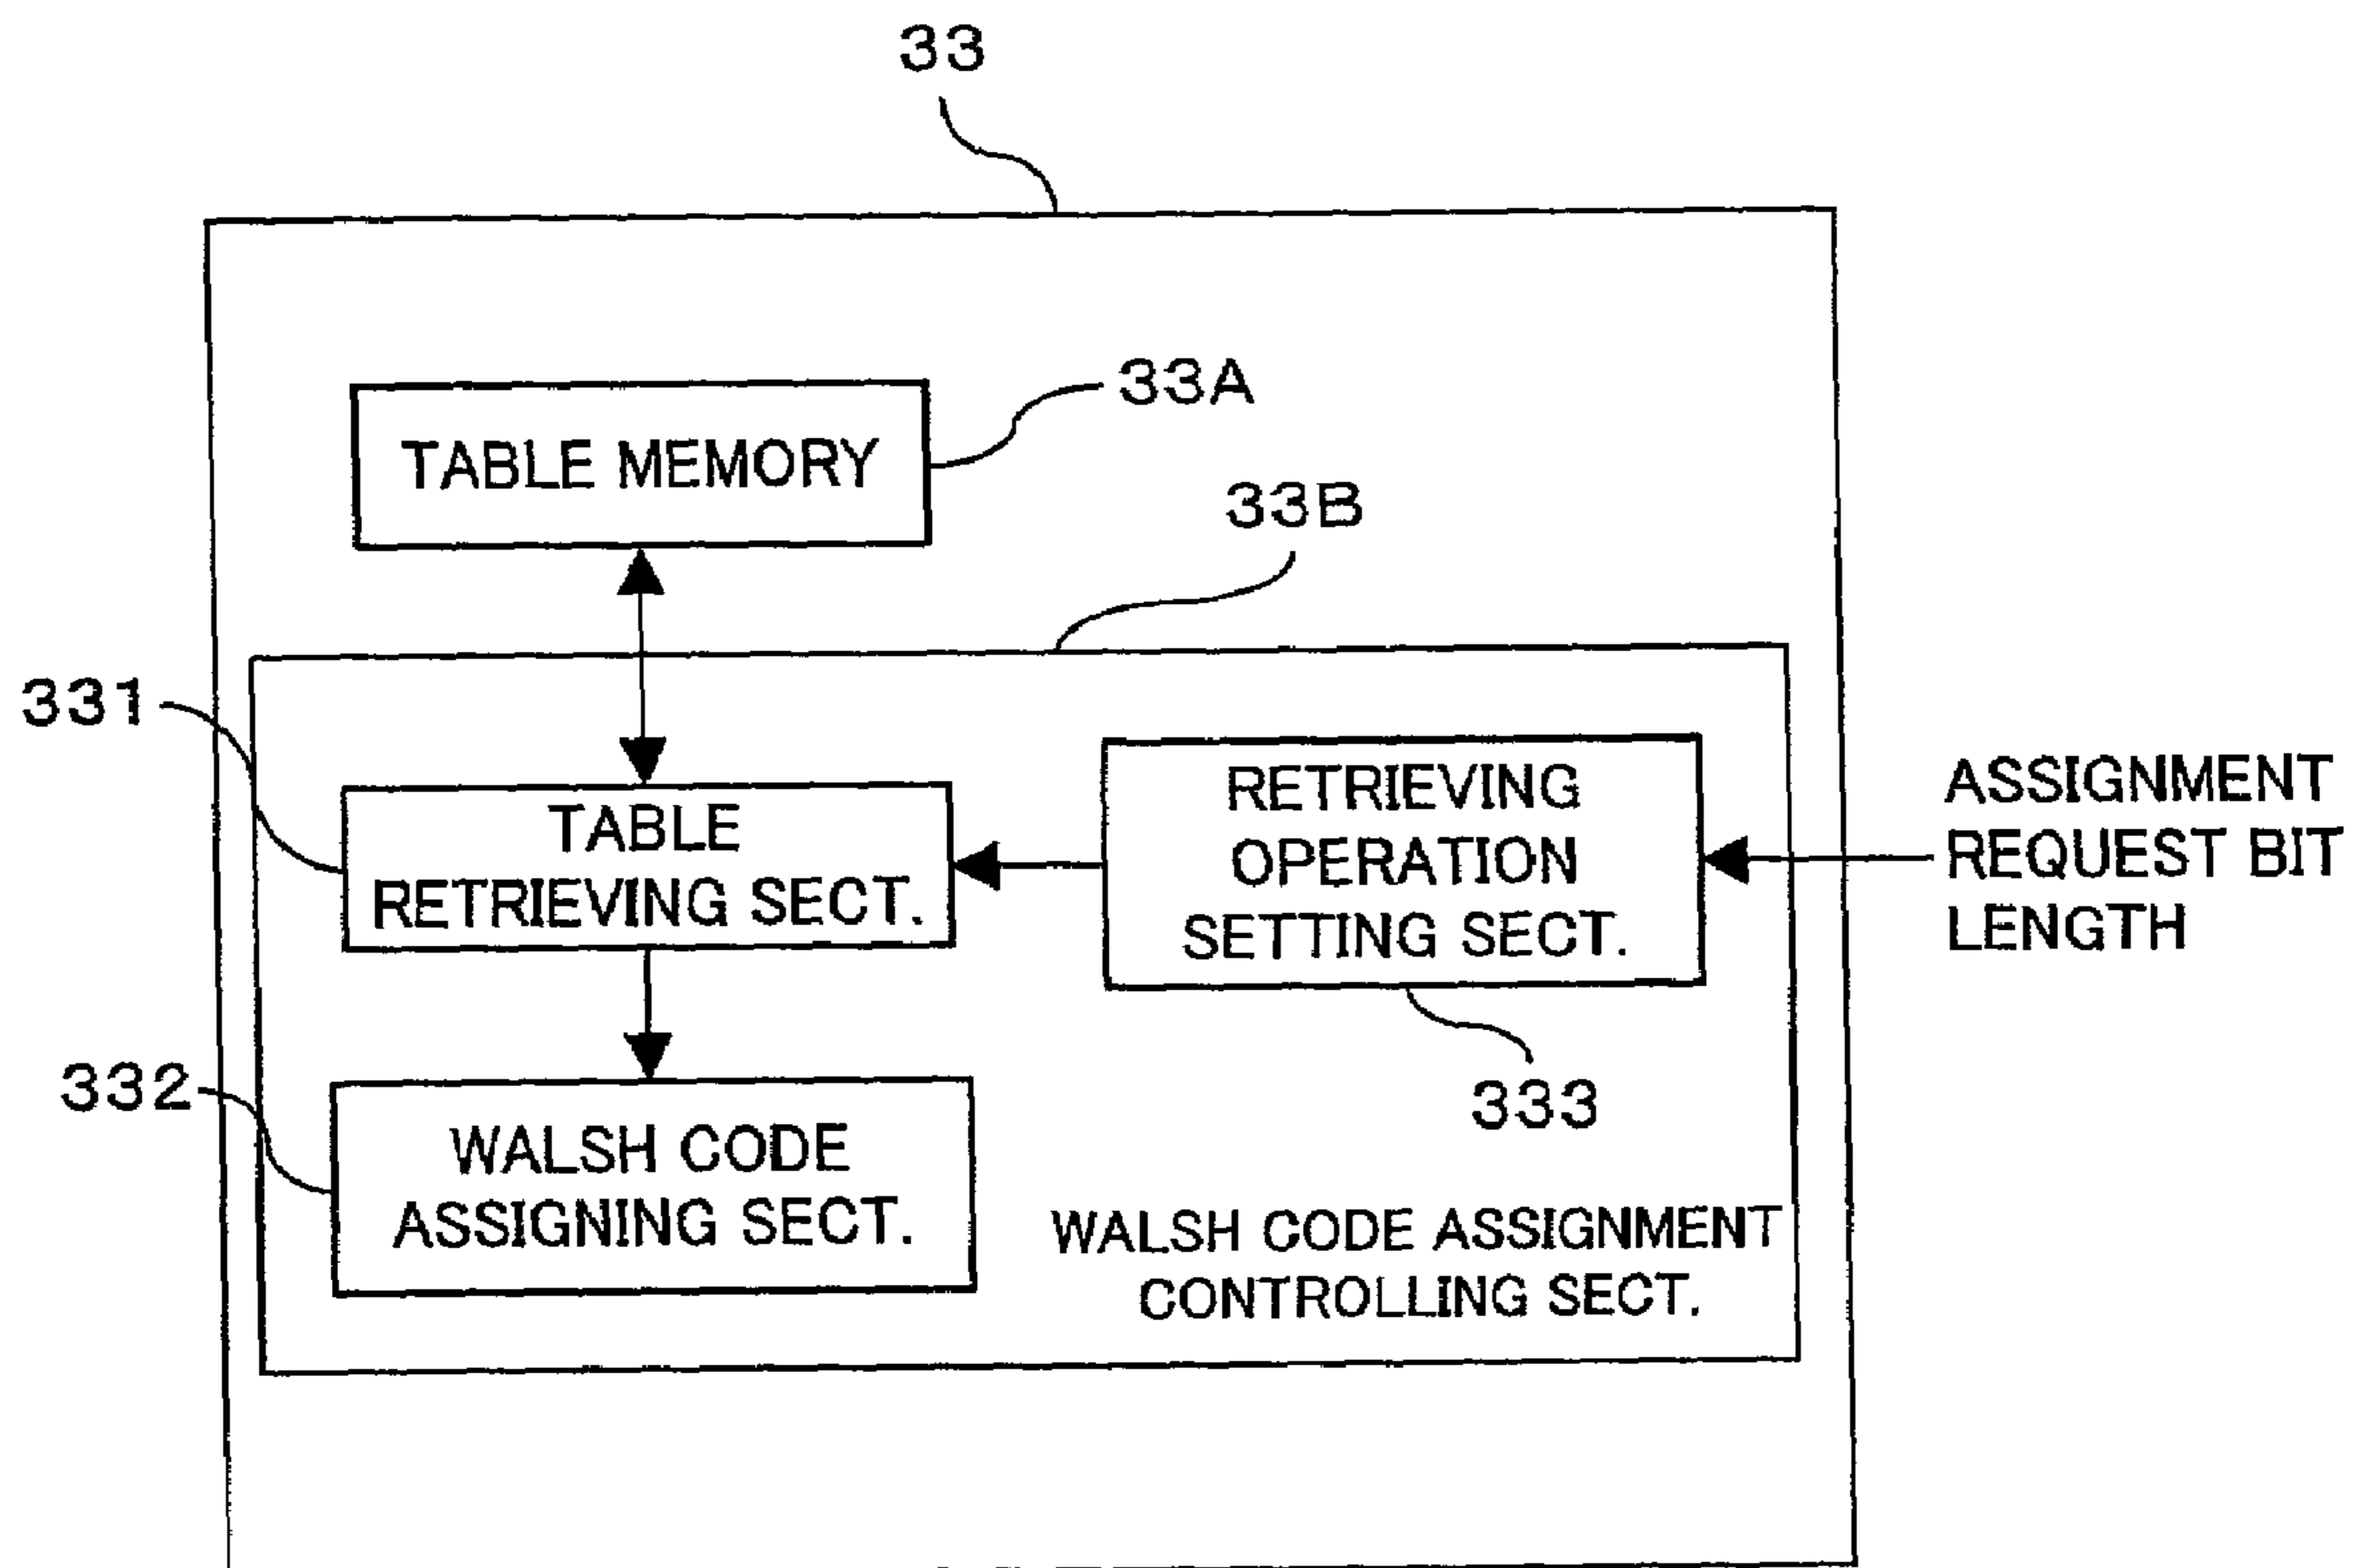 33
33A
TABLE MEMORY
33B
331
TABLE
RETRIEVING SECT.
RETRIEVING
OPERATION
SETTING SECT.
ASSIGNMENT
REQUEST BIT
LENGTH
332
WALSH CODE
ASSIGNING SECT.
333
WALSH CODE ASSIGNMENT
CONTROLLING SECT.